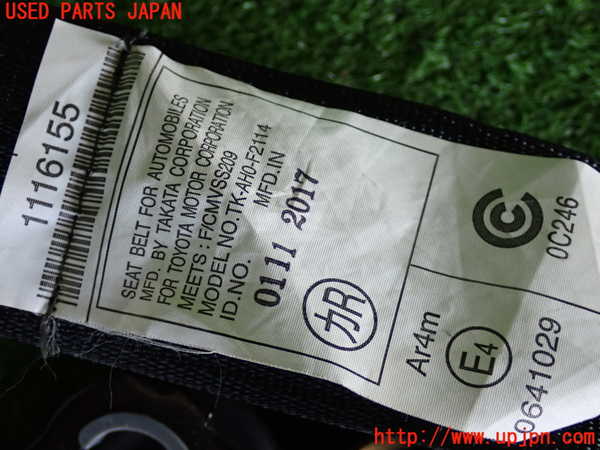 USED PARTS JAPAN
1116155
SEAT BELT FOR AUTOMOBILES
MFD. BY TAKATA CORPORATION
FOR TOYOTA MOTOR CORPORATION.
MEETS : F/CMVSS209
MODEL NO. TK-AH0-F2114
ID.NO. MFD.IN
0111 2017
力R
C
0C246
Ar4m
E4
0641029
http://www.upjpn.com/